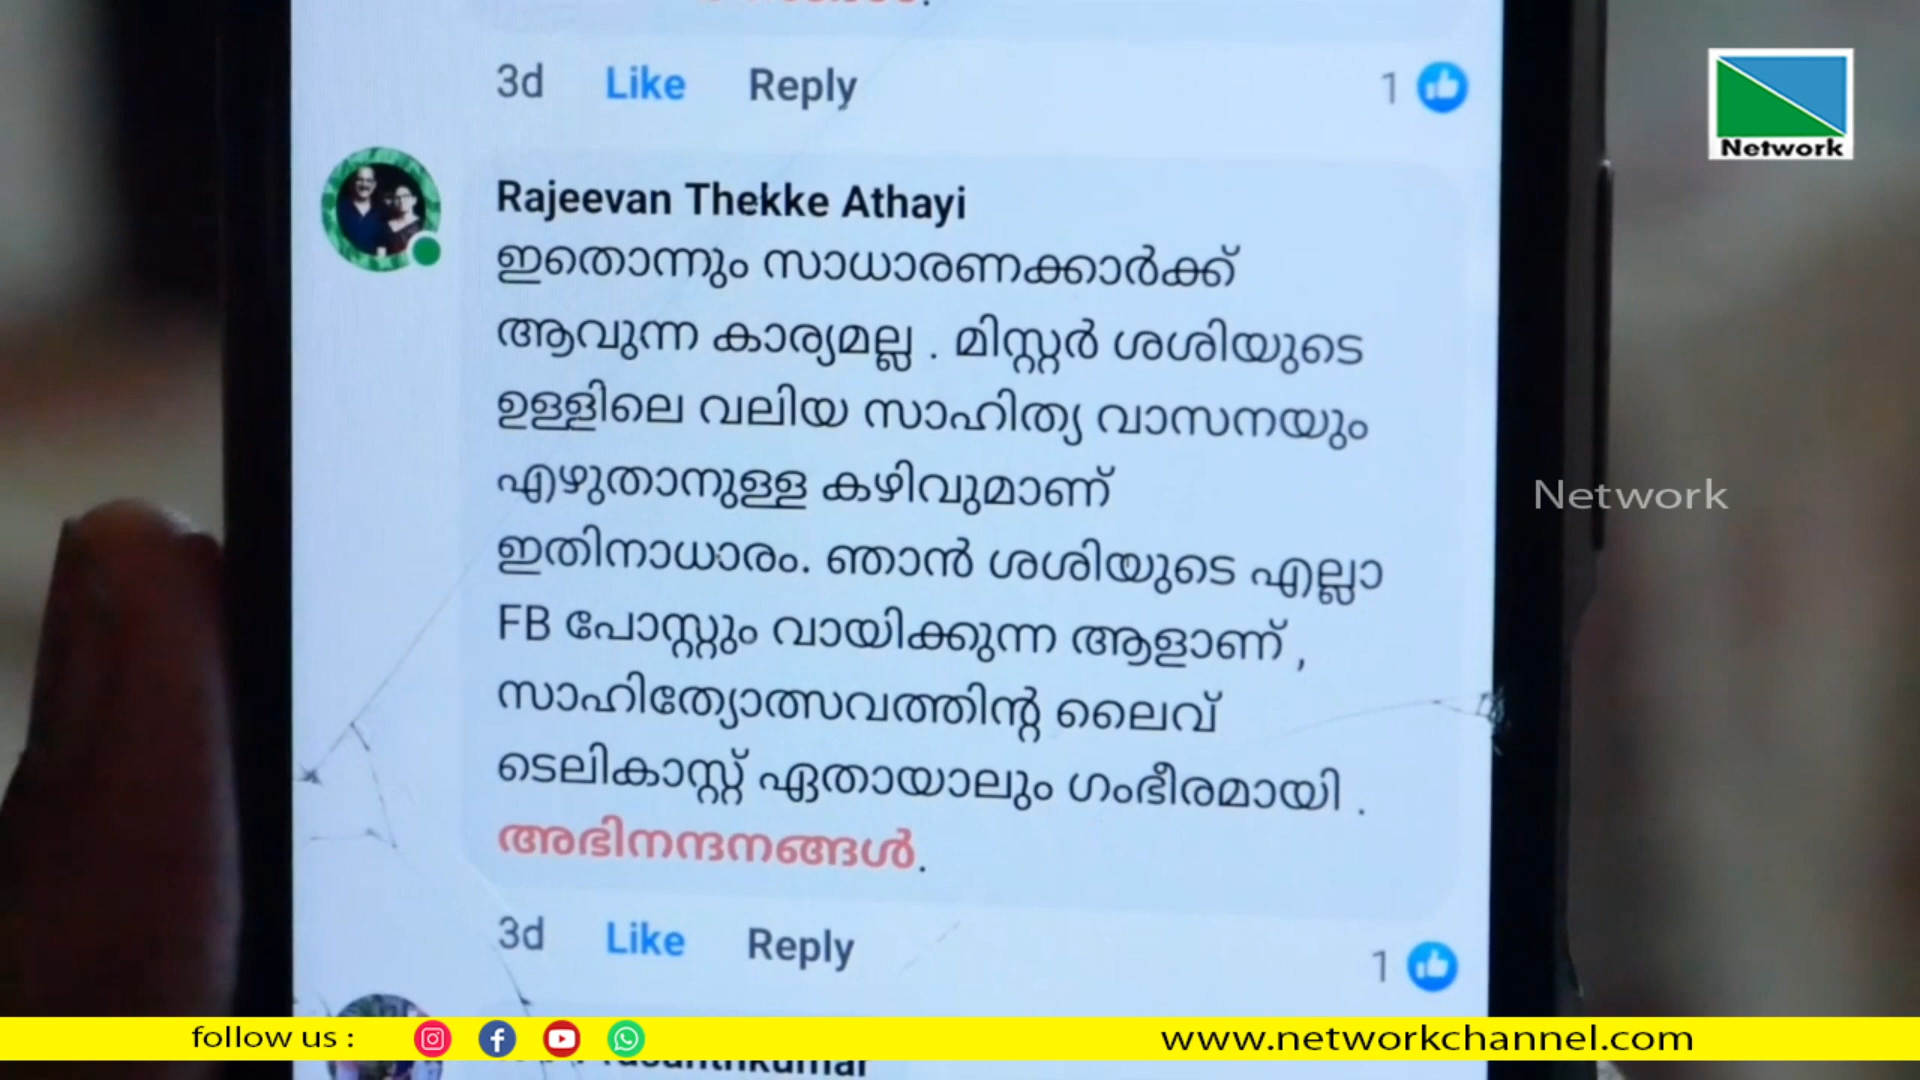 3d Like Reply 1
Network
Rajeevan Thekke Athayi
ഇതൊന്നും സാധാരണക്കാർക്ക്
ആവുന്ന കാര്യമല്ല . മിസ്റ്റർ ശശിയുടെ
ഉള്ളിലെ വലിയ സാഹിത്യ വാസനയും
എഴുതാനുള്ള കഴിവുമാണ്
Network
ഇതിനാധാരം. ഞാൻ ശശിയുടെ എല്ലാ
FB പോസ്റ്റും വായിക്കുന്ന ആളാണ് ,
സാഹിത്യോത്സവത്തിൻ്റ ലൈവ്
ടെലികാസ്റ്റ് ഏതായാലും ഗംഭീരമായി .
അഭിനന്ദനങ്ങൾ.
3d Like Reply 1
follow us : www.networkchannel.com